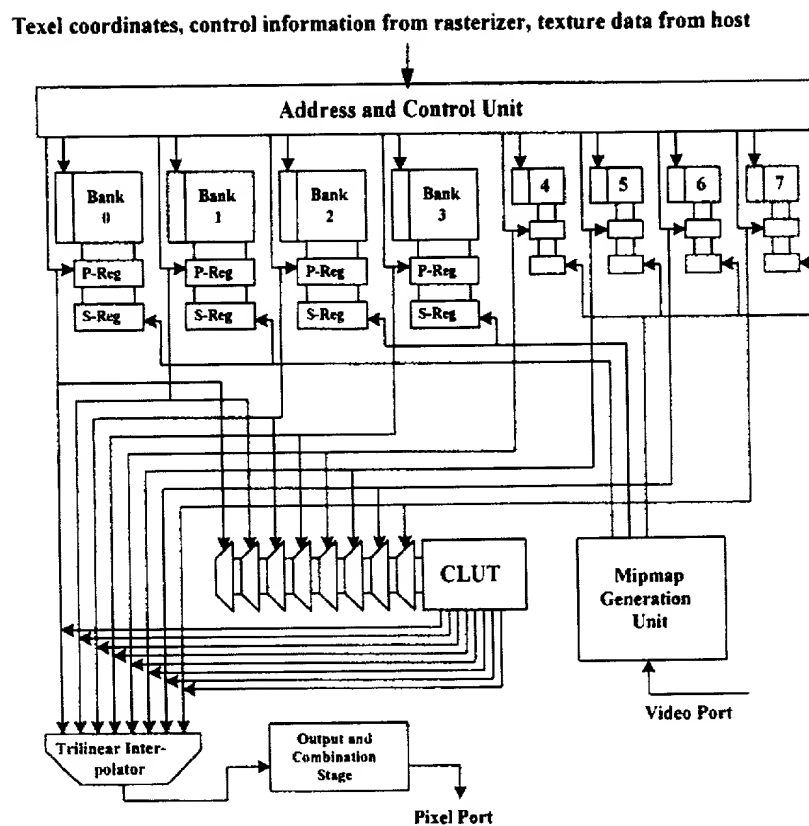 Texel coordinates, control information from rasterizer, texture data from host
Address and Control Unit
Bank
0
Bank
1
Bank
2
Bank
3
4
5
6
7
P-Reg
P-Reg
P-Reg
P-Reg
S-Reg
S-Reg
S-Reg
S-Reg
CLUT
Mipmap
Generation
Unit
Video Port
Trilinear Inter-
polator
Output and
Combination
Stage
Pixel Port